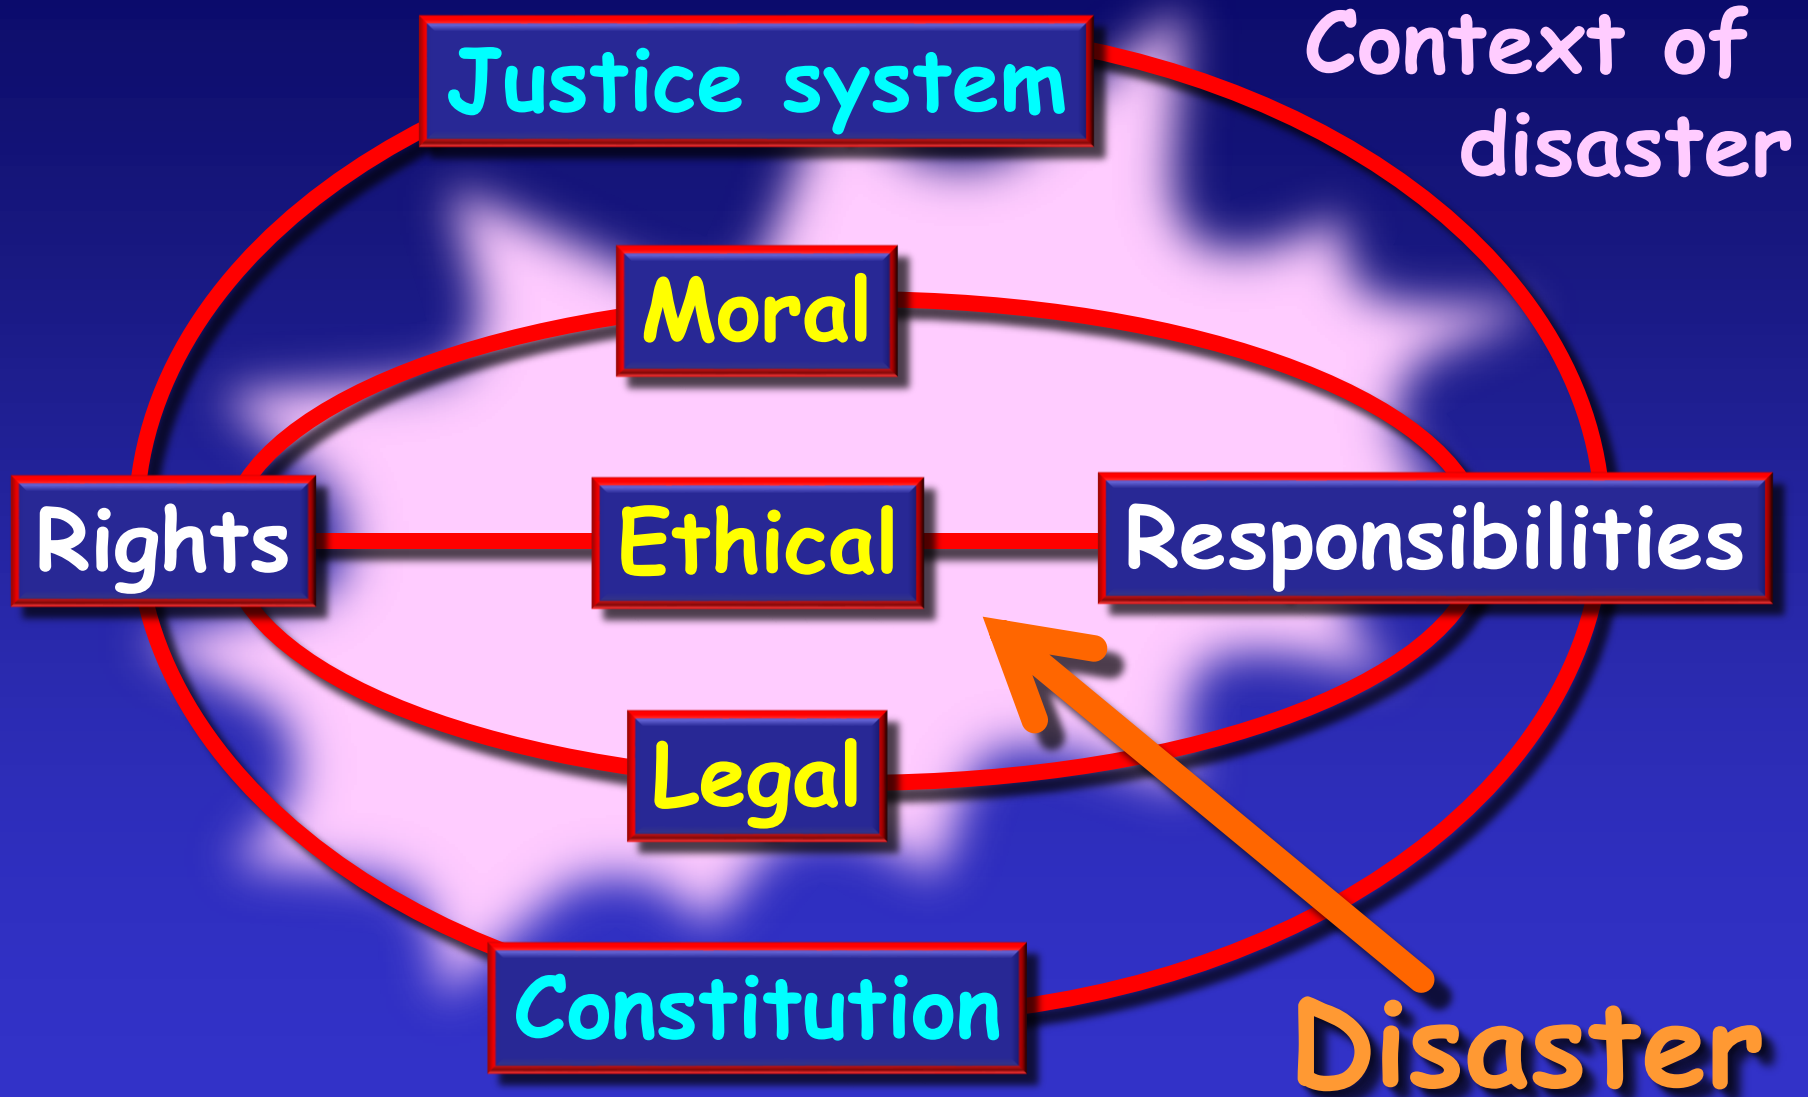 Justice system
Context of
disaster
Moral
Rights
Ethical
Responsibilities
Legal
Constitution
Disaster